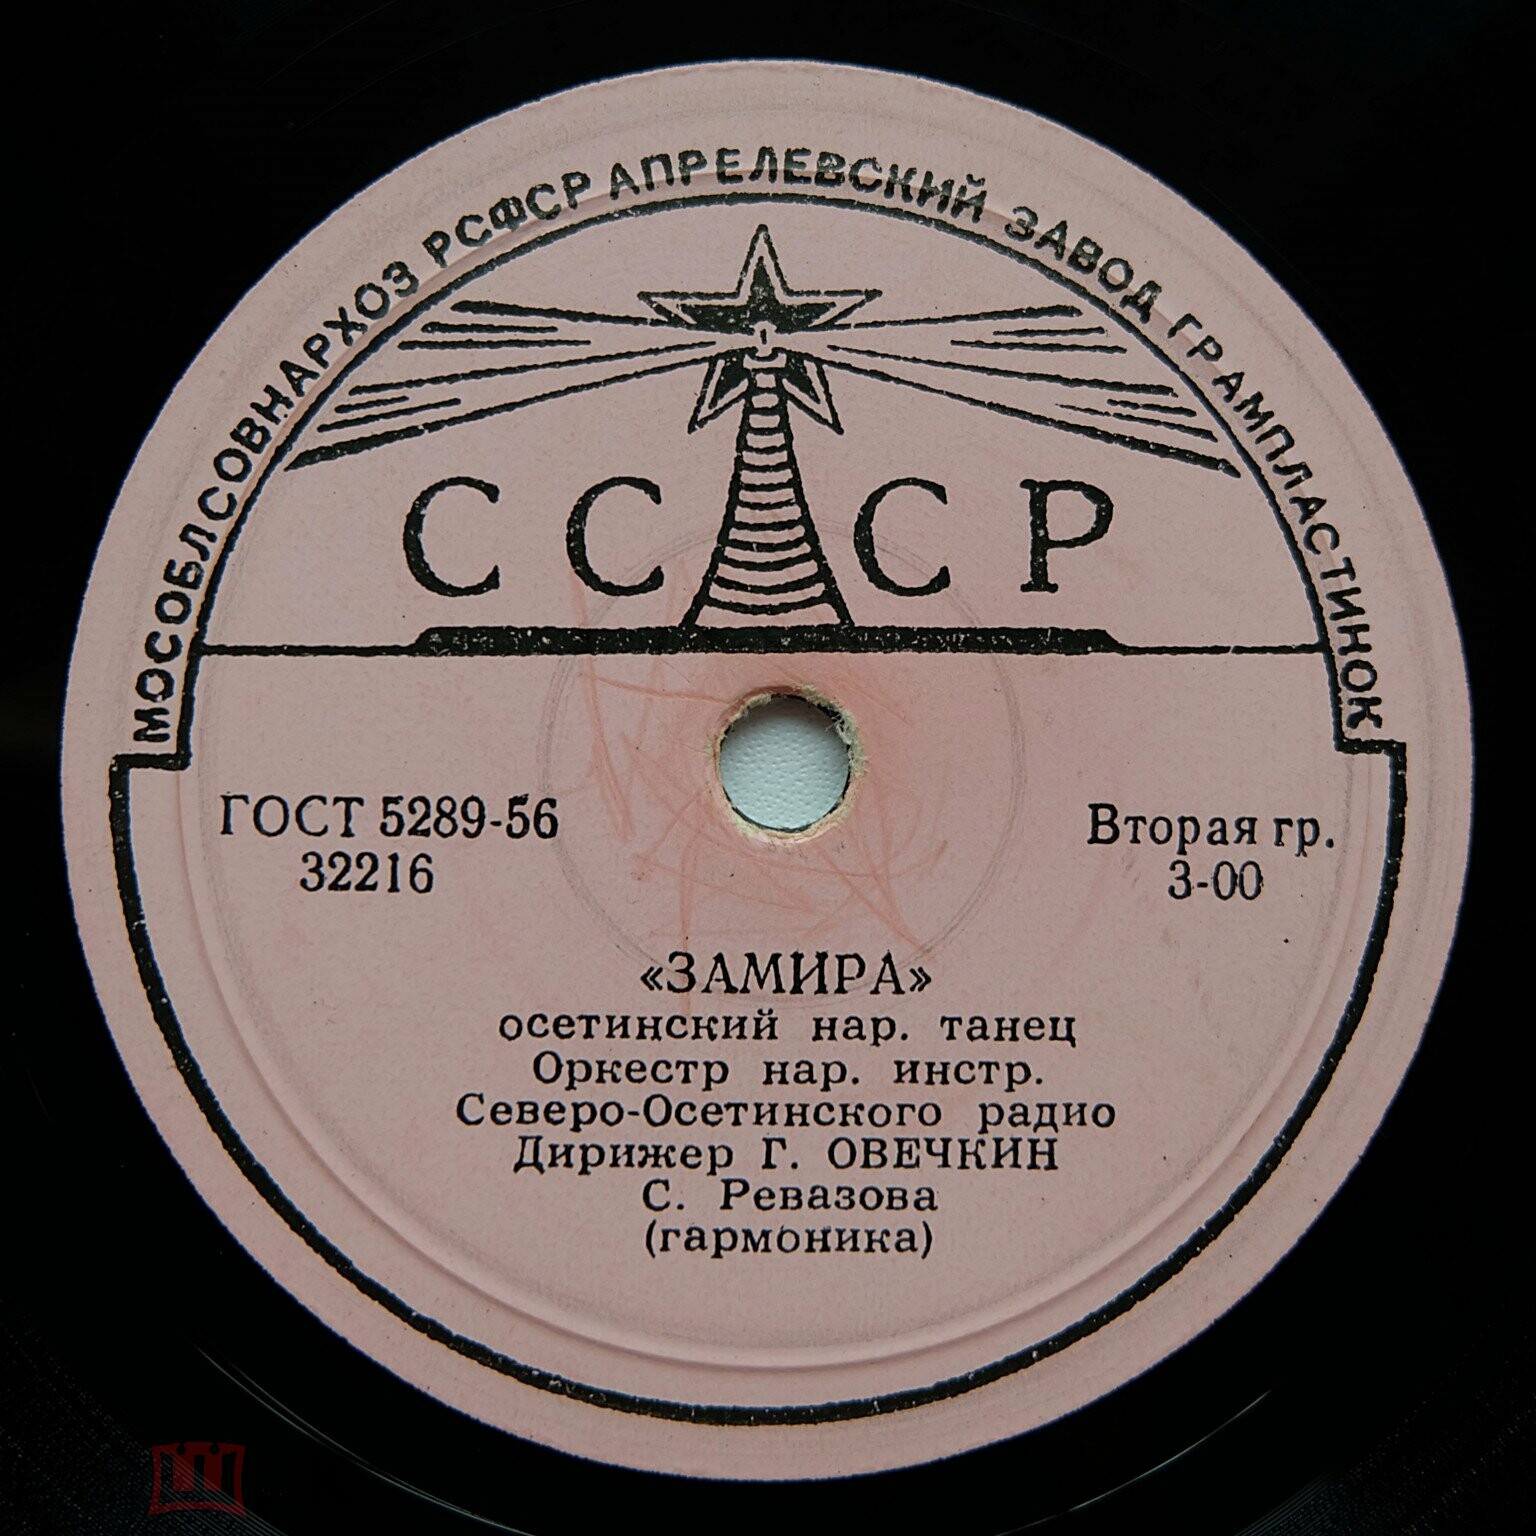 МОСОБЛСОВНАРХОЗ РСФСР АПРЕЛЕВСКИЙ ЗАВОД ГРАМПЛАСТИНОК
СССР
ГОСТ 5289-56
32216
Вторая гр.
3-00
«ЗАМИРА»
осетинский нар. танец
Оркестр нар. инстр.
Северо-Осетинского радио
Дирижер Г. ОВЕЧКИН
С. Ревазова
(гармоника)